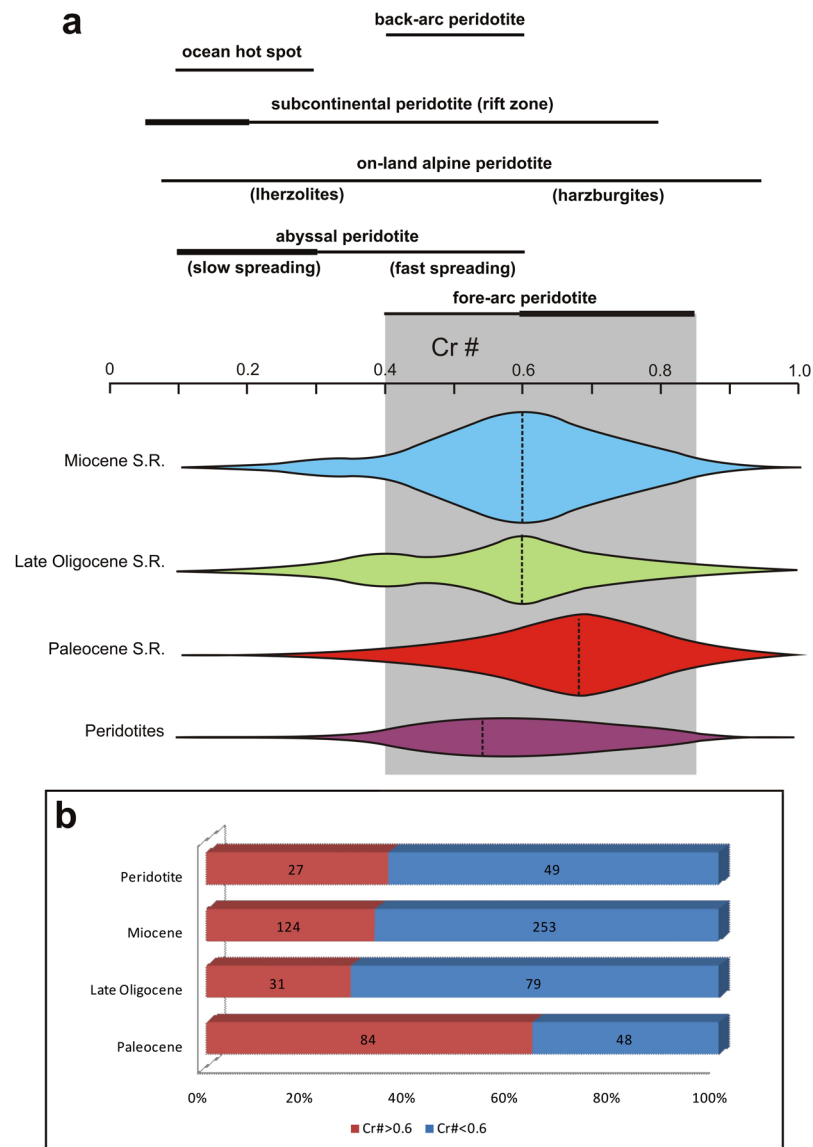 a
back-arc peridotite
ocean hot spot
subcontinental peridotite (rift zone)
on-land alpine peridotite
(lherzolites) (harzburgites)
abyssal peridotite
(slow spreading) (fast spreading)
fore-arc peridotite
Cr #
0 0.2 0.4 0.6 0.8 1.0
Miocene S.R.
Late Oligocene S.R.
Paleocene S.R.
Peridotites
b
Peridotite 27 49
Miocene 124 253
Late Oligocene 31 79
Paleocene 84 48
0% 20% 40% 60% 80% 100%
Cr#>0.6 Cr#<0.6